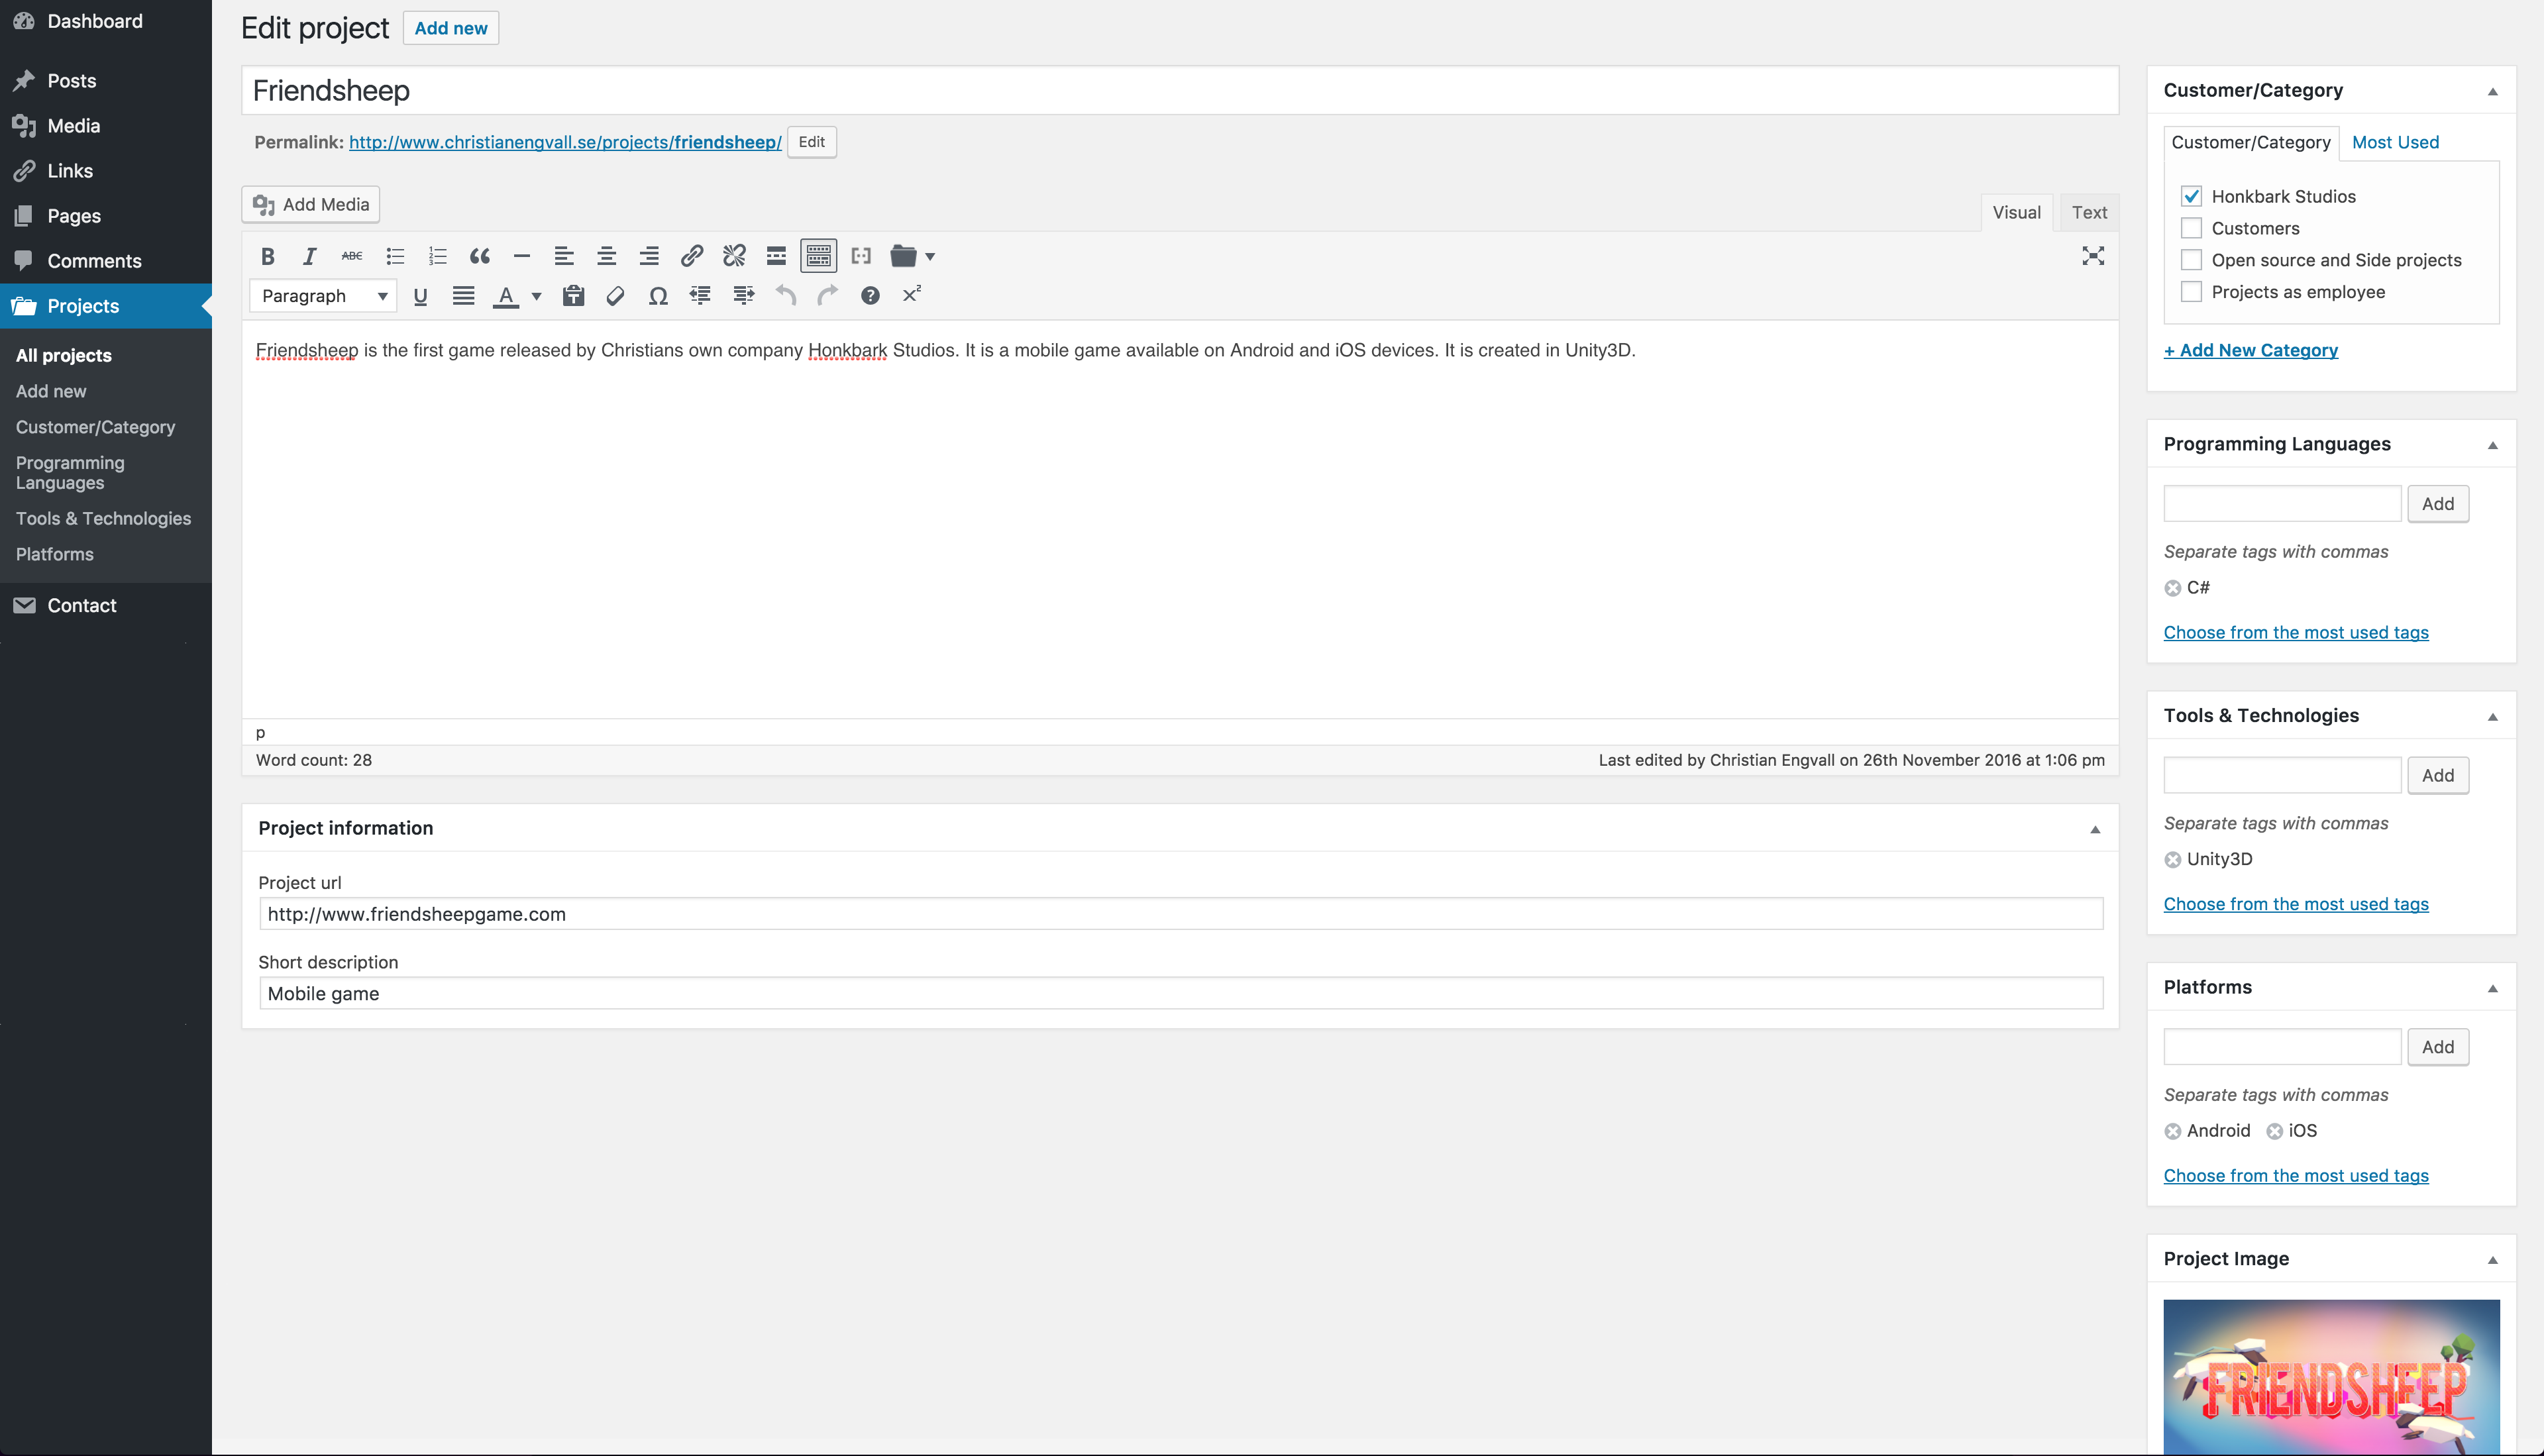 Dashboard
Posts
Media
Links
Pages
Comments
Projects
All projects
Add new
Customer/Category
Programming
Languages
Tools & Technologies
Platforms
Contact
Edit project Add new
Friendsheep
Permalink: http://www.christianengvall.se/projects/friendsheep/ Edit
Add Media
Visual Text
B I ABC
Paragraph U A Ω x²
Friendsheep is the first game released by Christians own company Honkbark Studios. It is a mobile game available on Android and iOS devices. It is created in Unity3D.
p
Word count: 28 Last edited by Christian Engvall on 26th November 2016 at 1:06 pm
Project information
Project url
http://www.friendsheepgame.com
Short description
Mobile game
Customer/Category
Customer/Category Most Used
Honkbark Studios
Customers
Open source and Side projects
Projects as employee
+ Add New Category
Programming Languages
Add
Separate tags with commas
C#
Choose from the most used tags
Tools & Technologies
Add
Separate tags with commas
Unity3D
Choose from the most used tags
Platforms
Add
Separate tags with commas
Android iOS
Choose from the most used tags
Project Image
FRIENDSHEEP